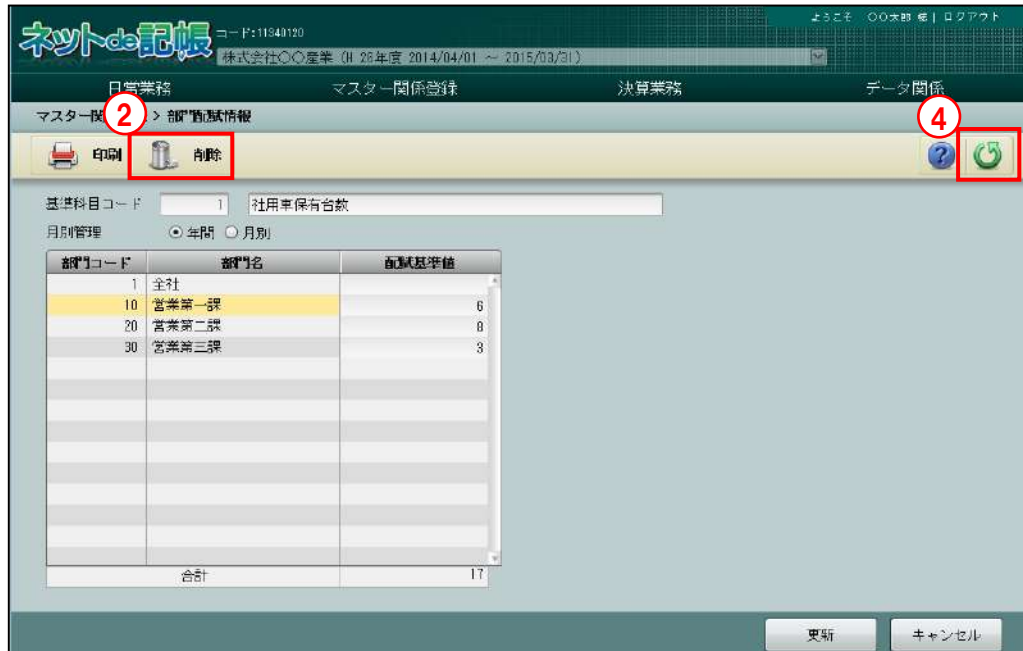 ようこそ 〇〇太郎 様 | ログアウト
ネットde記帳 コード:11340120
株式会社〇〇産業 (H 26年度 2014/04/01 ~ 2015/03/31)
日常業務 マスター関係登録 決算業務 データ関係
マスター関 > 部門配賦情報
② ④
印刷 削除 ?
基準科目コード 1 社用車保有台数
月別管理 年間 月別
部門コード 部門名 配賦基準値
1 全社
10 営業第一課 6
20 営業第二課 8
30 営業第三課 3
合計 17
更新 キャンセル